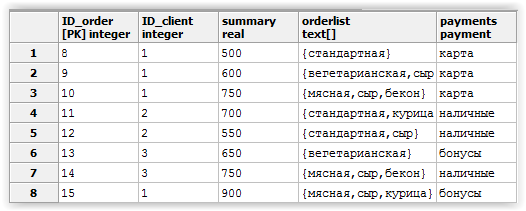 ID_order ID_client summary orderlist payments
[PK] integer integer real text[] payment
1 8 1 500 {стандартная} карта
2 9 1 600 {вегетарианская,сыр карта
3 10 1 750 {мясная,сыр,бекон} карта
4 11 2 700 {стандартная,курица наличные
5 12 2 550 {стандартная,сыр} наличные
6 13 3 650 {вегетарианская} бонусы
7 14 3 750 {мясная,сыр,бекон} наличные
8 15 1 900 {мясная,сыр,курица} бонусы